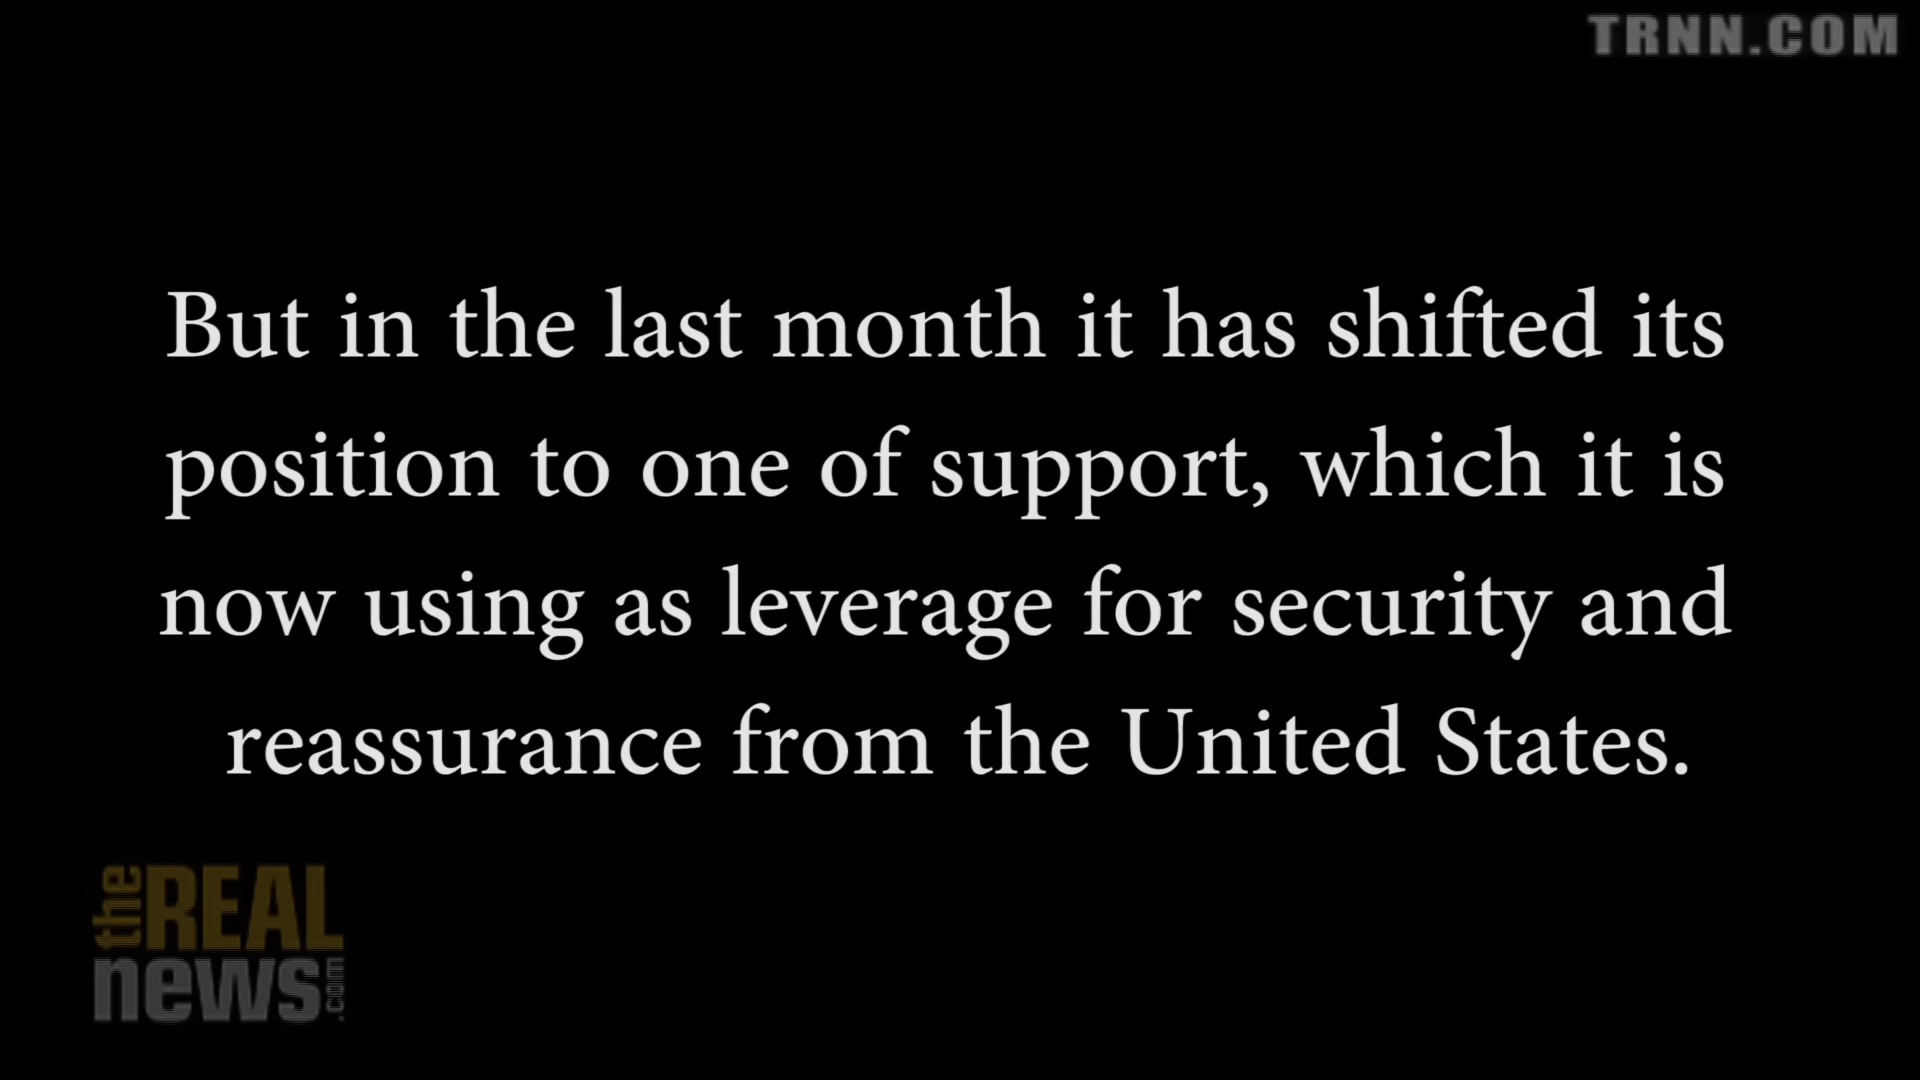 TRNN.COM
But in the last month it has shifted its
position to one of support, which it is
now using as leverage for security and
reassurance from the United States.
the REAL
news.com